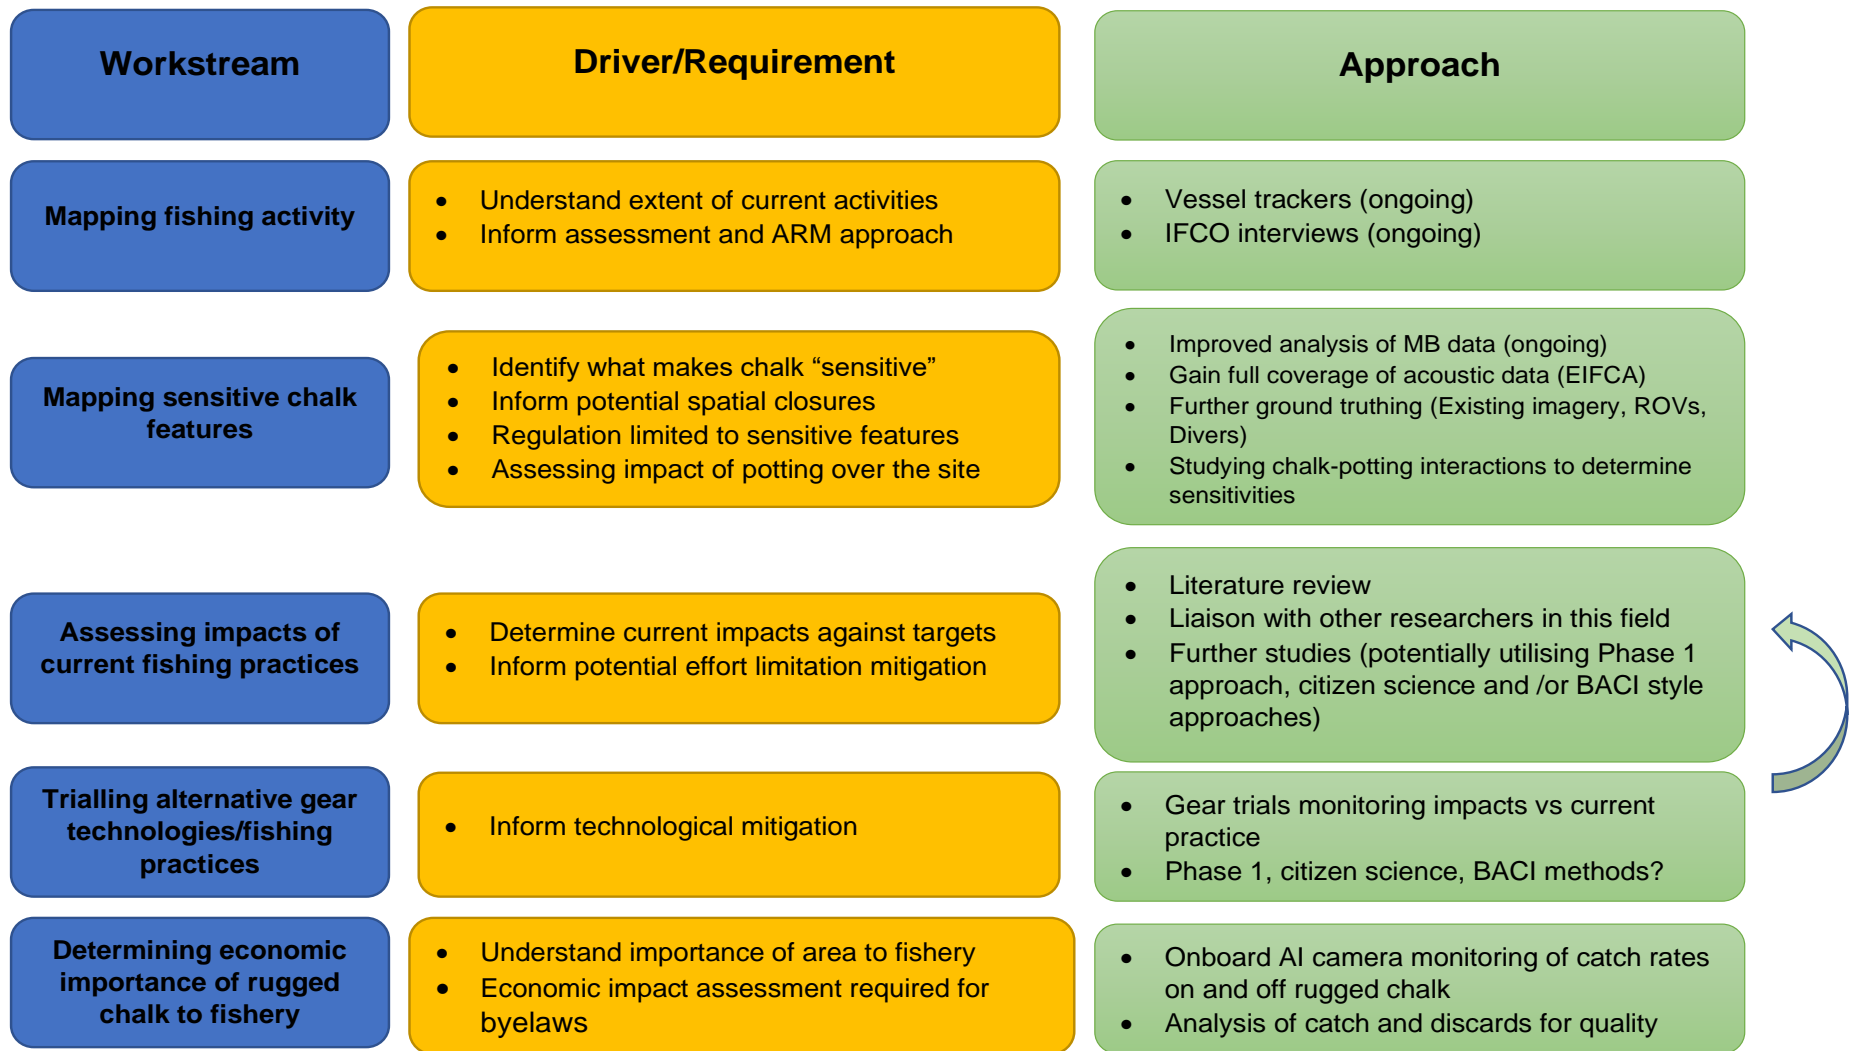 Workstream
Driver/Requirement
Approach
Mapping fishing activity
• Understand extent of current activities
• Inform assessment and ARM approach
• Vessel trackers (ongoing)
• IFCO interviews (ongoing)
Mapping sensitive chalk
features
• Identify what makes chalk “sensitive”
• Inform potential spatial closures
• Regulation limited to sensitive features
• Assessing impact of potting over the site
• Improved analysis of MB data (ongoing)
• Gain full coverage of acoustic data (EIFCA)
• Further ground truthing (Existing imagery, ROVs,
Divers)
• Studying chalk-potting interactions to determine
sensitivities
Assessing impacts of
current fishing practices
• Determine current impacts against targets
• Inform potential effort limitation mitigation
• Literature review
• Liaison with other researchers in this field
• Further studies (potentially utilising Phase 1
approach, citizen science and /or BACI style
approaches)
Trialling alternative gear
technologies/fishing
practices
• Inform technological mitigation
• Gear trials monitoring impacts vs current
practice
• Phase 1, citizen science, BACI methods?
Determining economic
importance of rugged
chalk to fishery
• Understand importance of area to fishery
• Economic impact assessment required for
byelaws
• Onboard AI camera monitoring of catch rates
on and off rugged chalk
• Analysis of catch and discards for quality